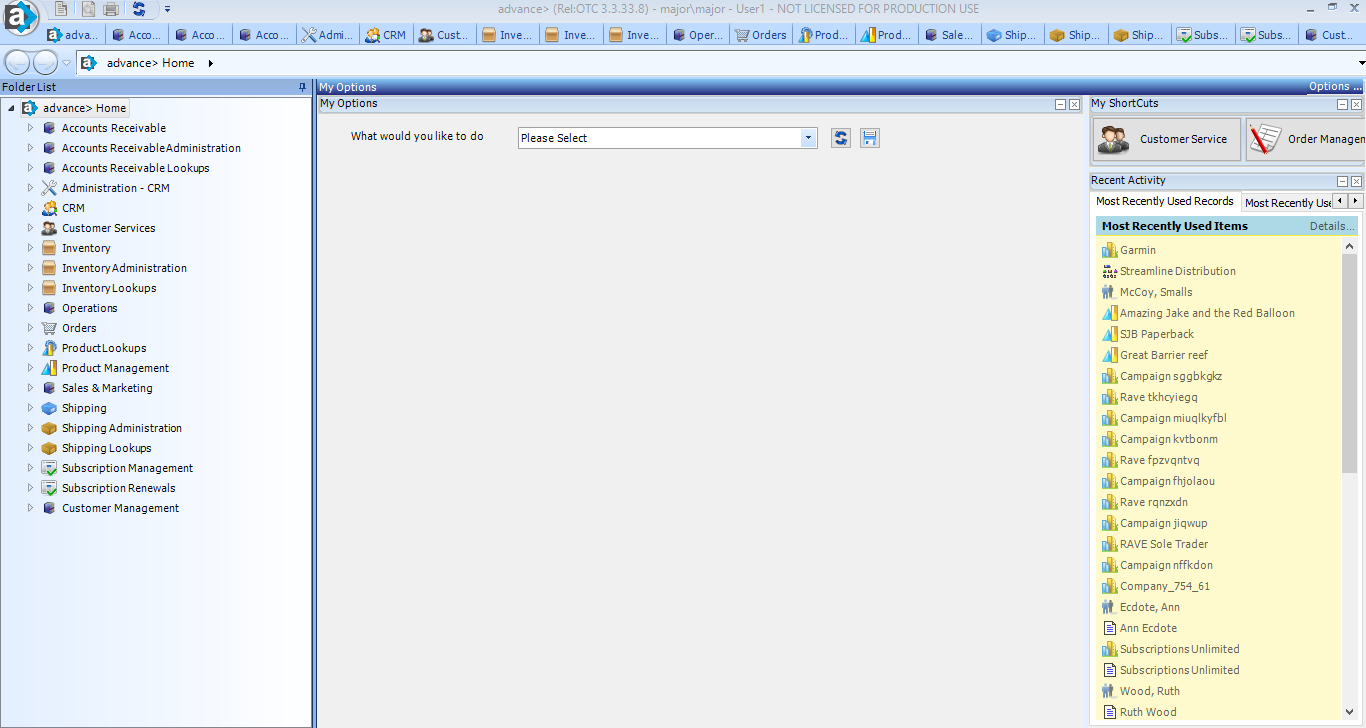 advance> (Rel:OTC 3.3.33.8) - major\major - User1 - NOT LICENSED FOR PRODUCTION USE
adva... Acco... Acco... Acco... Admi... CRM Cust... Inve... Inve... Inve... Oper... Orders Prod... Prod... Sale... Ship... Ship... Ship... Subs... Subs... Cust...
advance> Home
Folder List
advance> Home
Accounts Receivable
Accounts Receivable Administration
Accounts Receivable Lookups
Administration - CRM
CRM
Customer Services
Inventory
Inventory Administration
Inventory Lookups
Operations
Orders
Product Lookups
Product Management
Sales & Marketing
Shipping
Shipping Administration
Shipping Lookups
Subscription Management
Subscription Renewals
Customer Management
My Options Options ...
My Options
What would you like to do Please Select
My ShortCuts
Customer Service Order Managen
Recent Activity
Most Recently Used Records Most Recently Use
Most Recently Used Items Details...
Garmin
Streamline Distribution
McCoy, Smalls
Amazing Jake and the Red Balloon
SJB Paperback
Great Barrier reef
Campaign sggbkgkz
Rave tkhcyiegq
Campaign miuqlkyfbl
Campaign kvtbonm
Rave fpzvqntvq
Campaign fhjolaou
Rave rqnzxdn
Campaign jiqwup
RAVE Sole Trader
Campaign nffkdon
Company_754_61
Ecdote, Ann
Ann Ecdote
Subscriptions Unlimited
Subscriptions Unlimited
Wood, Ruth
Ruth Wood